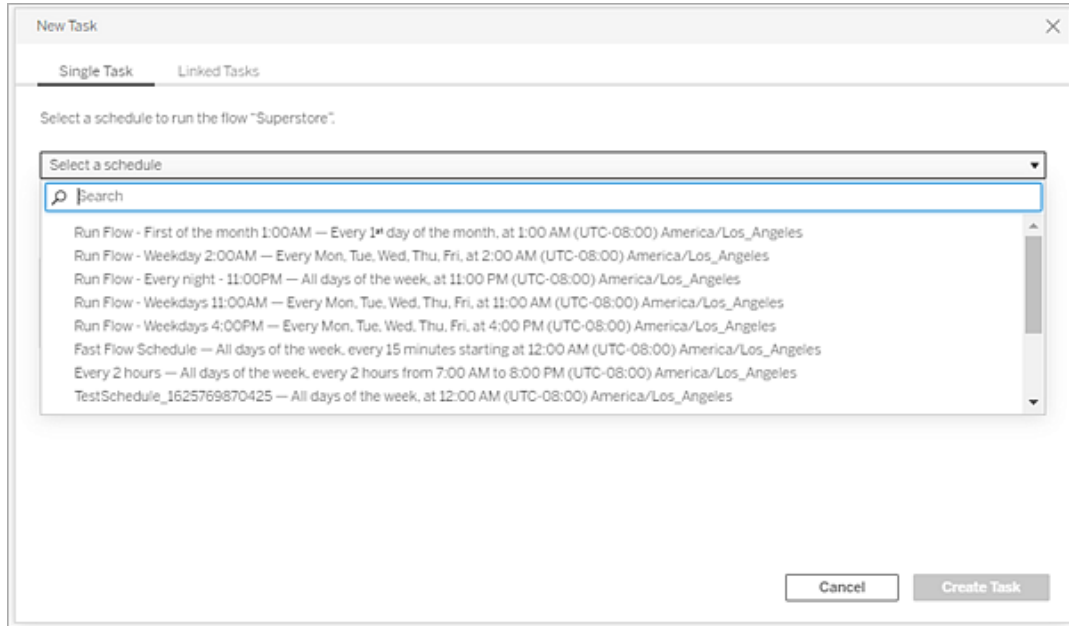 New Task
Single Task Linked Tasks
Select a schedule to run the flow "Superstore".
Select a schedule
Search
Run Flow - First of the month 1:00AM — Every 1st day of the month, at 1:00 AM (UTC-08:00) America/Los_Angeles
Run Flow - Weekday 2:00AM — Every Mon, Tue, Wed, Thu, Fri, at 2:00 AM (UTC-08:00) America/Los_Angeles
Run Flow - Every night - 11:00PM — All days of the week, at 11:00 PM (UTC-08:00) America/Los_Angeles
Run Flow - Weekdays 11:00AM — Every Mon, Tue, Wed, Thu, Fri, at 11:00 AM (UTC-08:00) America/Los_Angeles
Run Flow - Weekdays 4:00PM — Every Mon, Tue, Wed, Thu, Fri, at 4:00 PM (UTC-08:00) America/Los_Angeles
Fast Flow Schedule — All days of the week, every 15 minutes starting at 12:00 AM (UTC-08:00) America/Los_Angeles
Every 2 hours — All days of the week, every 2 hours from 7:00 AM to 8:00 PM (UTC-08:00) America/Los_Angeles
TestSchedule_1625769870425 — All days of the week, at 12:00 AM (UTC-08:00) America/Los_Angeles
Cancel Create Task